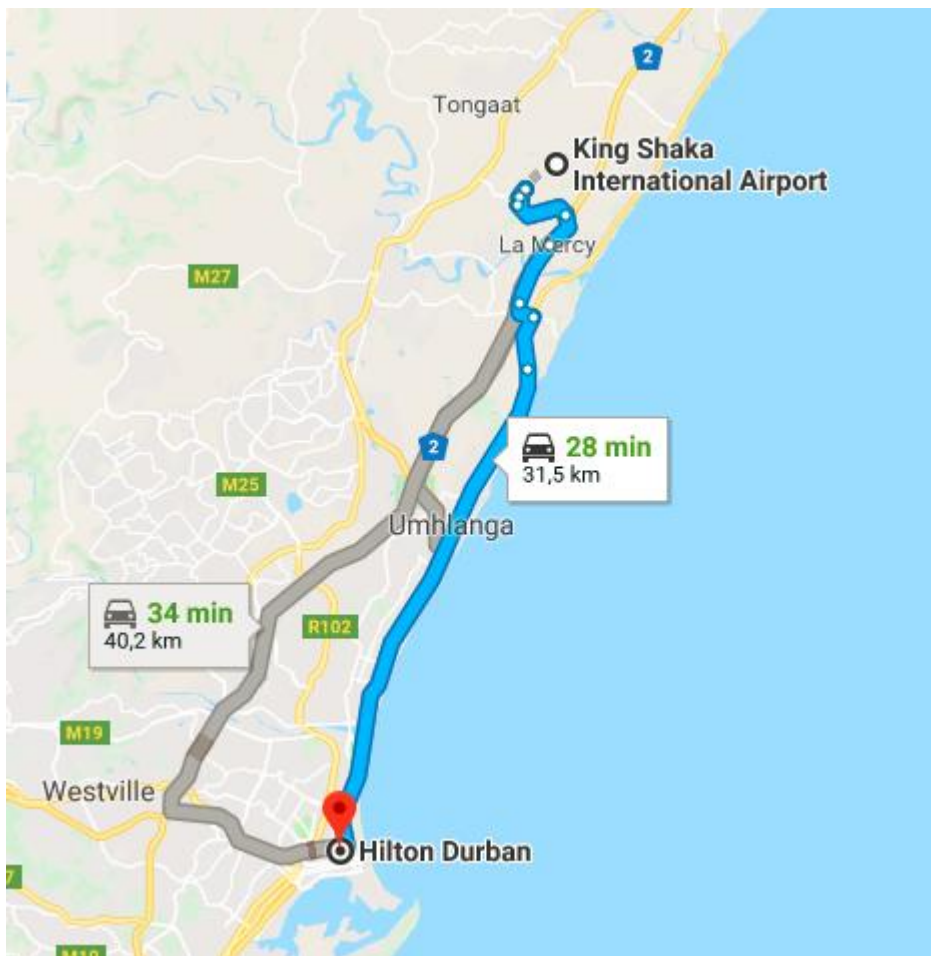 2
Tongaat
King Shaka
International Airport
La Mercy
M27
2
28 min
31,5 km
M25
Umhlanga
34 min
40,2 km
R102
M19
Westville
Hilton Durban
7